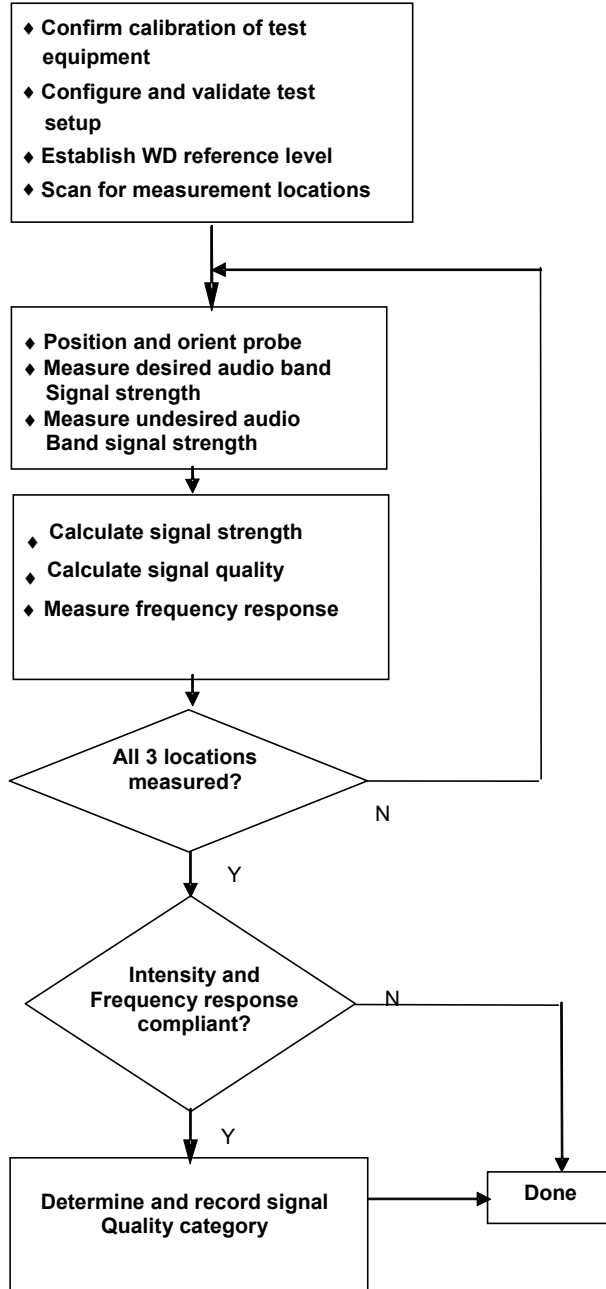 ♦ Confirm calibration of test
equipment
♦ Configure and validate test
setup
♦ Establish WD reference level
♦ Scan for measurement locations
♦ Position and orient probe
♦ Measure desired audio band
Signal strength
♦ Measure undesired audio
Band signal strength
♦ Calculate signal strength
♦ Calculate signal quality
♦ Measure frequency response
All 3 locations
measured?
N
Y
Intensity and
Frequency response
compliant?
N
Y
Determine and record signal
Quality category
Done